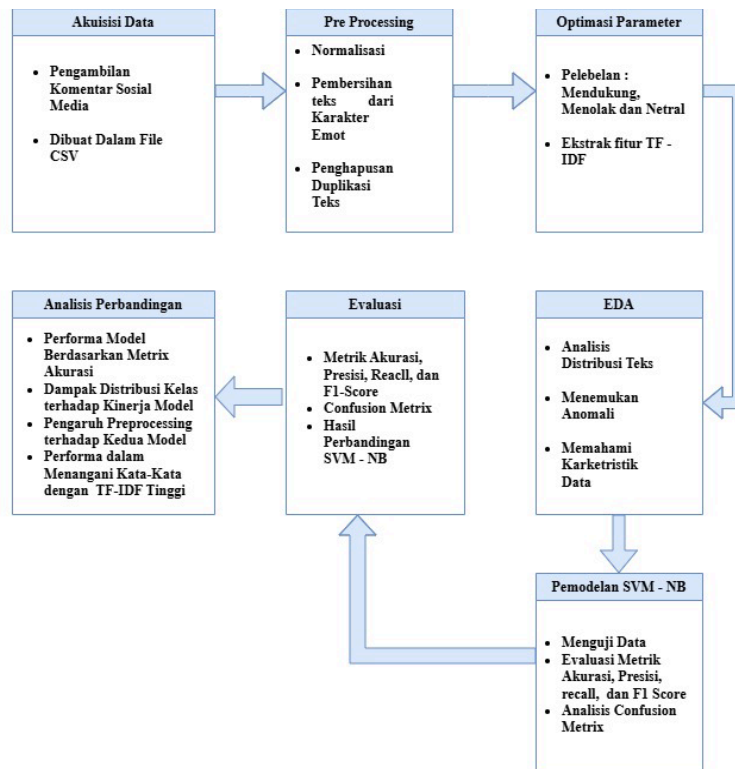 Akuisisi Data
Pengambilan
Komentar Sosial
Media
Dibuat Dalam File
CSV
Pre Processing
Normalisasi
Pembersihan
teks dari
Karakter
Emot
Penghapusan
Duplikasi
Teks
Optimasi Parameter
Pelebelan :
Mendukung,
Menolak dan Netral
Ekstrak fitur TF -
IDF
EDA
Analisis
Distribusi Teks
Menemukan
Anomali
Memahami
Karketristik
Data
Pemodelan SVM - NB
Menguji Data
Evaluasi Metrik
Akurasi, Presisi,
recall, dan F1 Score
Analisis Confusion
Metrix
Evaluasi
Metrik Akurasi,
Presisi, Reacll, dan
F1-Score
Confusion Metrix
Hasil
Perbandingan
SVM - NB
Analisis Perbandingan
Performa Model
Berdasarkan Metrix
Akurasi
Dampak Distribusi Kelas
terhadap Kinerja Model
Pengaruh Preprocessing
terhadap Kedua Model
Performa dalam
Menangani Kata-Kata
dengan TF-IDF Tinggi